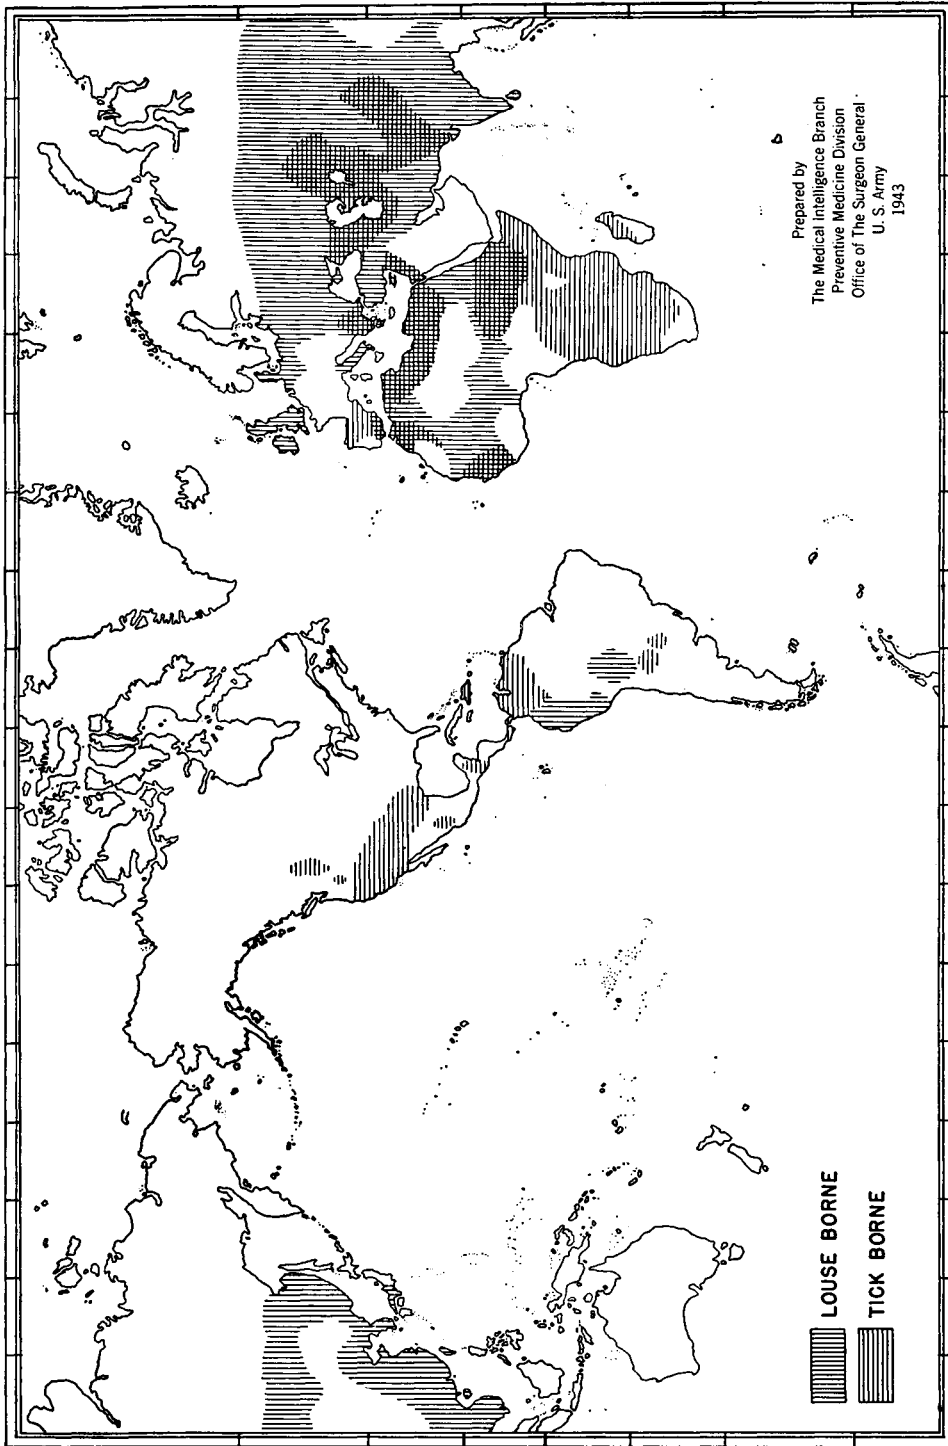 Prepared by
The Medical Intelligence Branch
Preventive Medicine Division
Office of The Surgeon General
U. S. Army
1943
LOUSE BORNE
TICK BORNE